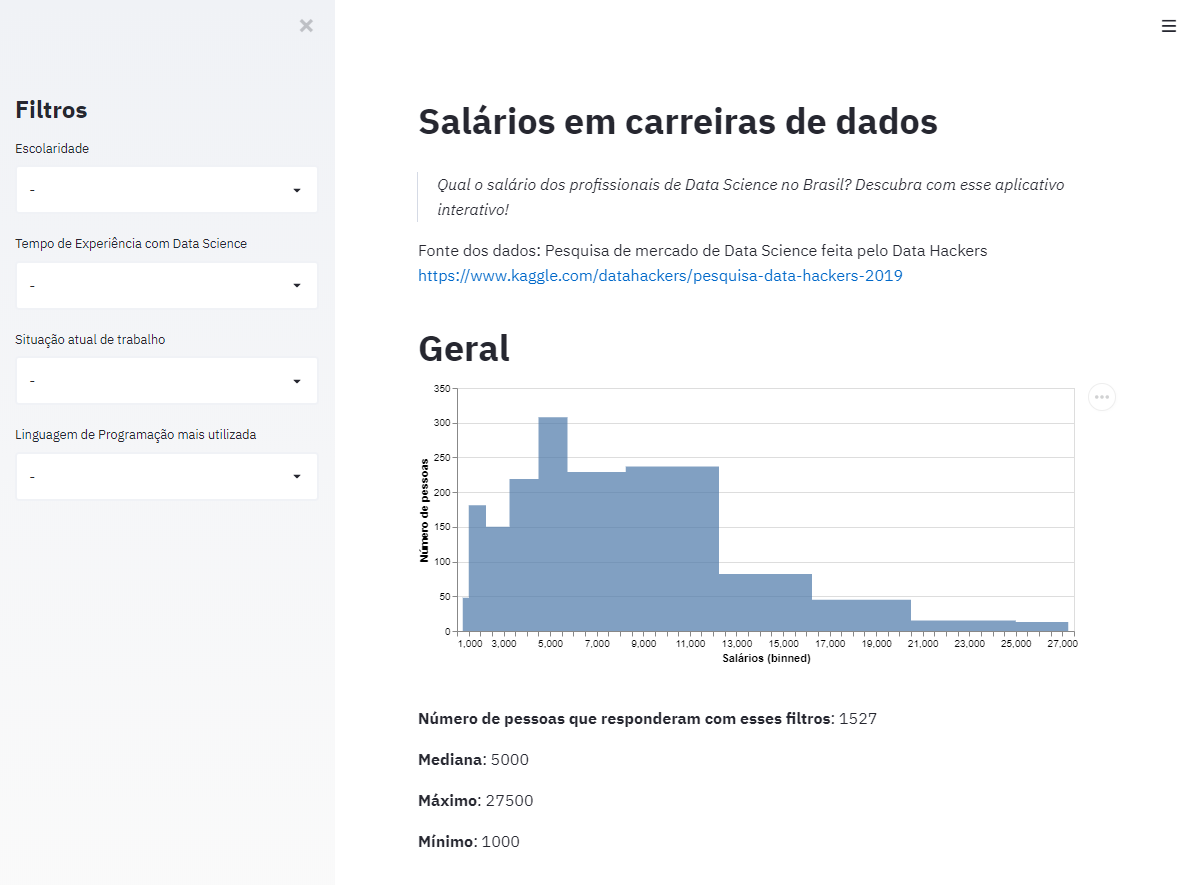 Filtros
Escolaridade
-
Tempo de Experiência com Data Science
-
Situação atual de trabalho
-
Linguagem de Programação mais utilizada
-
Salários em carreiras de dados
Qual o salário dos profissionais de Data Science no Brasil? Descubra com esse aplicativo
interativo!
Fonte dos dados: Pesquisa de mercado de Data Science feita pelo Data Hackers
https://www.kaggle.com/datahackers/pesquisa-data-hackers-2019
Geral
Número de pessoas
350
300
250
200
150
100
50
0
1,000 3,000 5,000 7,000 9,000 11,000 13,000 15,000 17,000 19,000 21,000 23,000 25,000 27,000
Salários (binned)
Número de pessoas que responderam com esses filtros: 1527
Mediana: 5000
Máximo: 27500
Mínimo: 1000